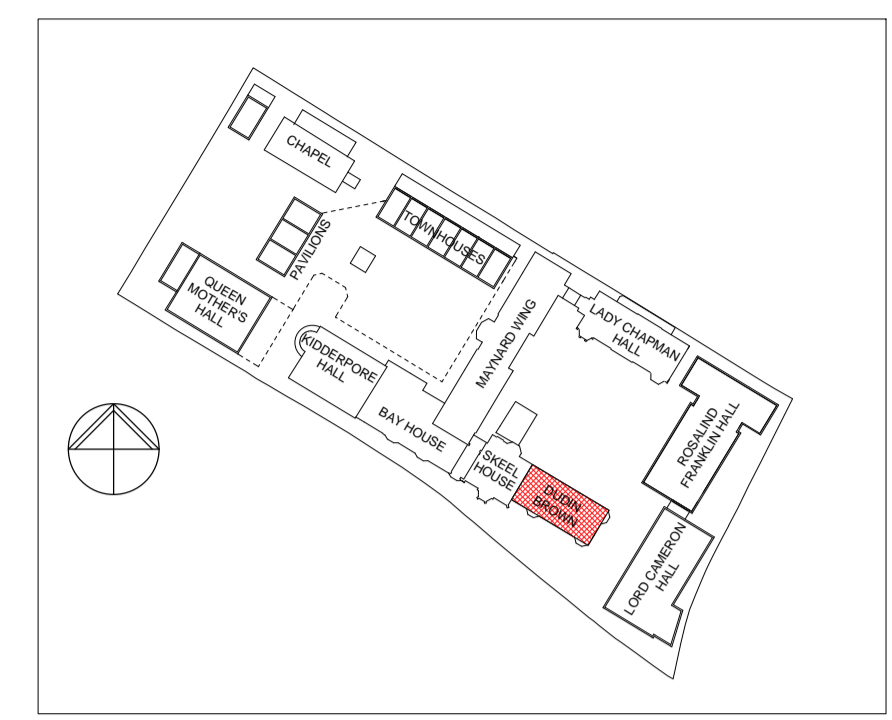 CHAPEL
TOWNHOUSES
PAVILIONS
QUEEN
MOTHER'S
HALL
KIDDERPORE
HALL
BAY HOUSE
MAYNARD WING
LADY CHAPMAN
HALL
SKEEL
HOUSE
DUDIN
BROWN
ROSALIND
FRANKLIN HALL
LORD CAMERON
HALL